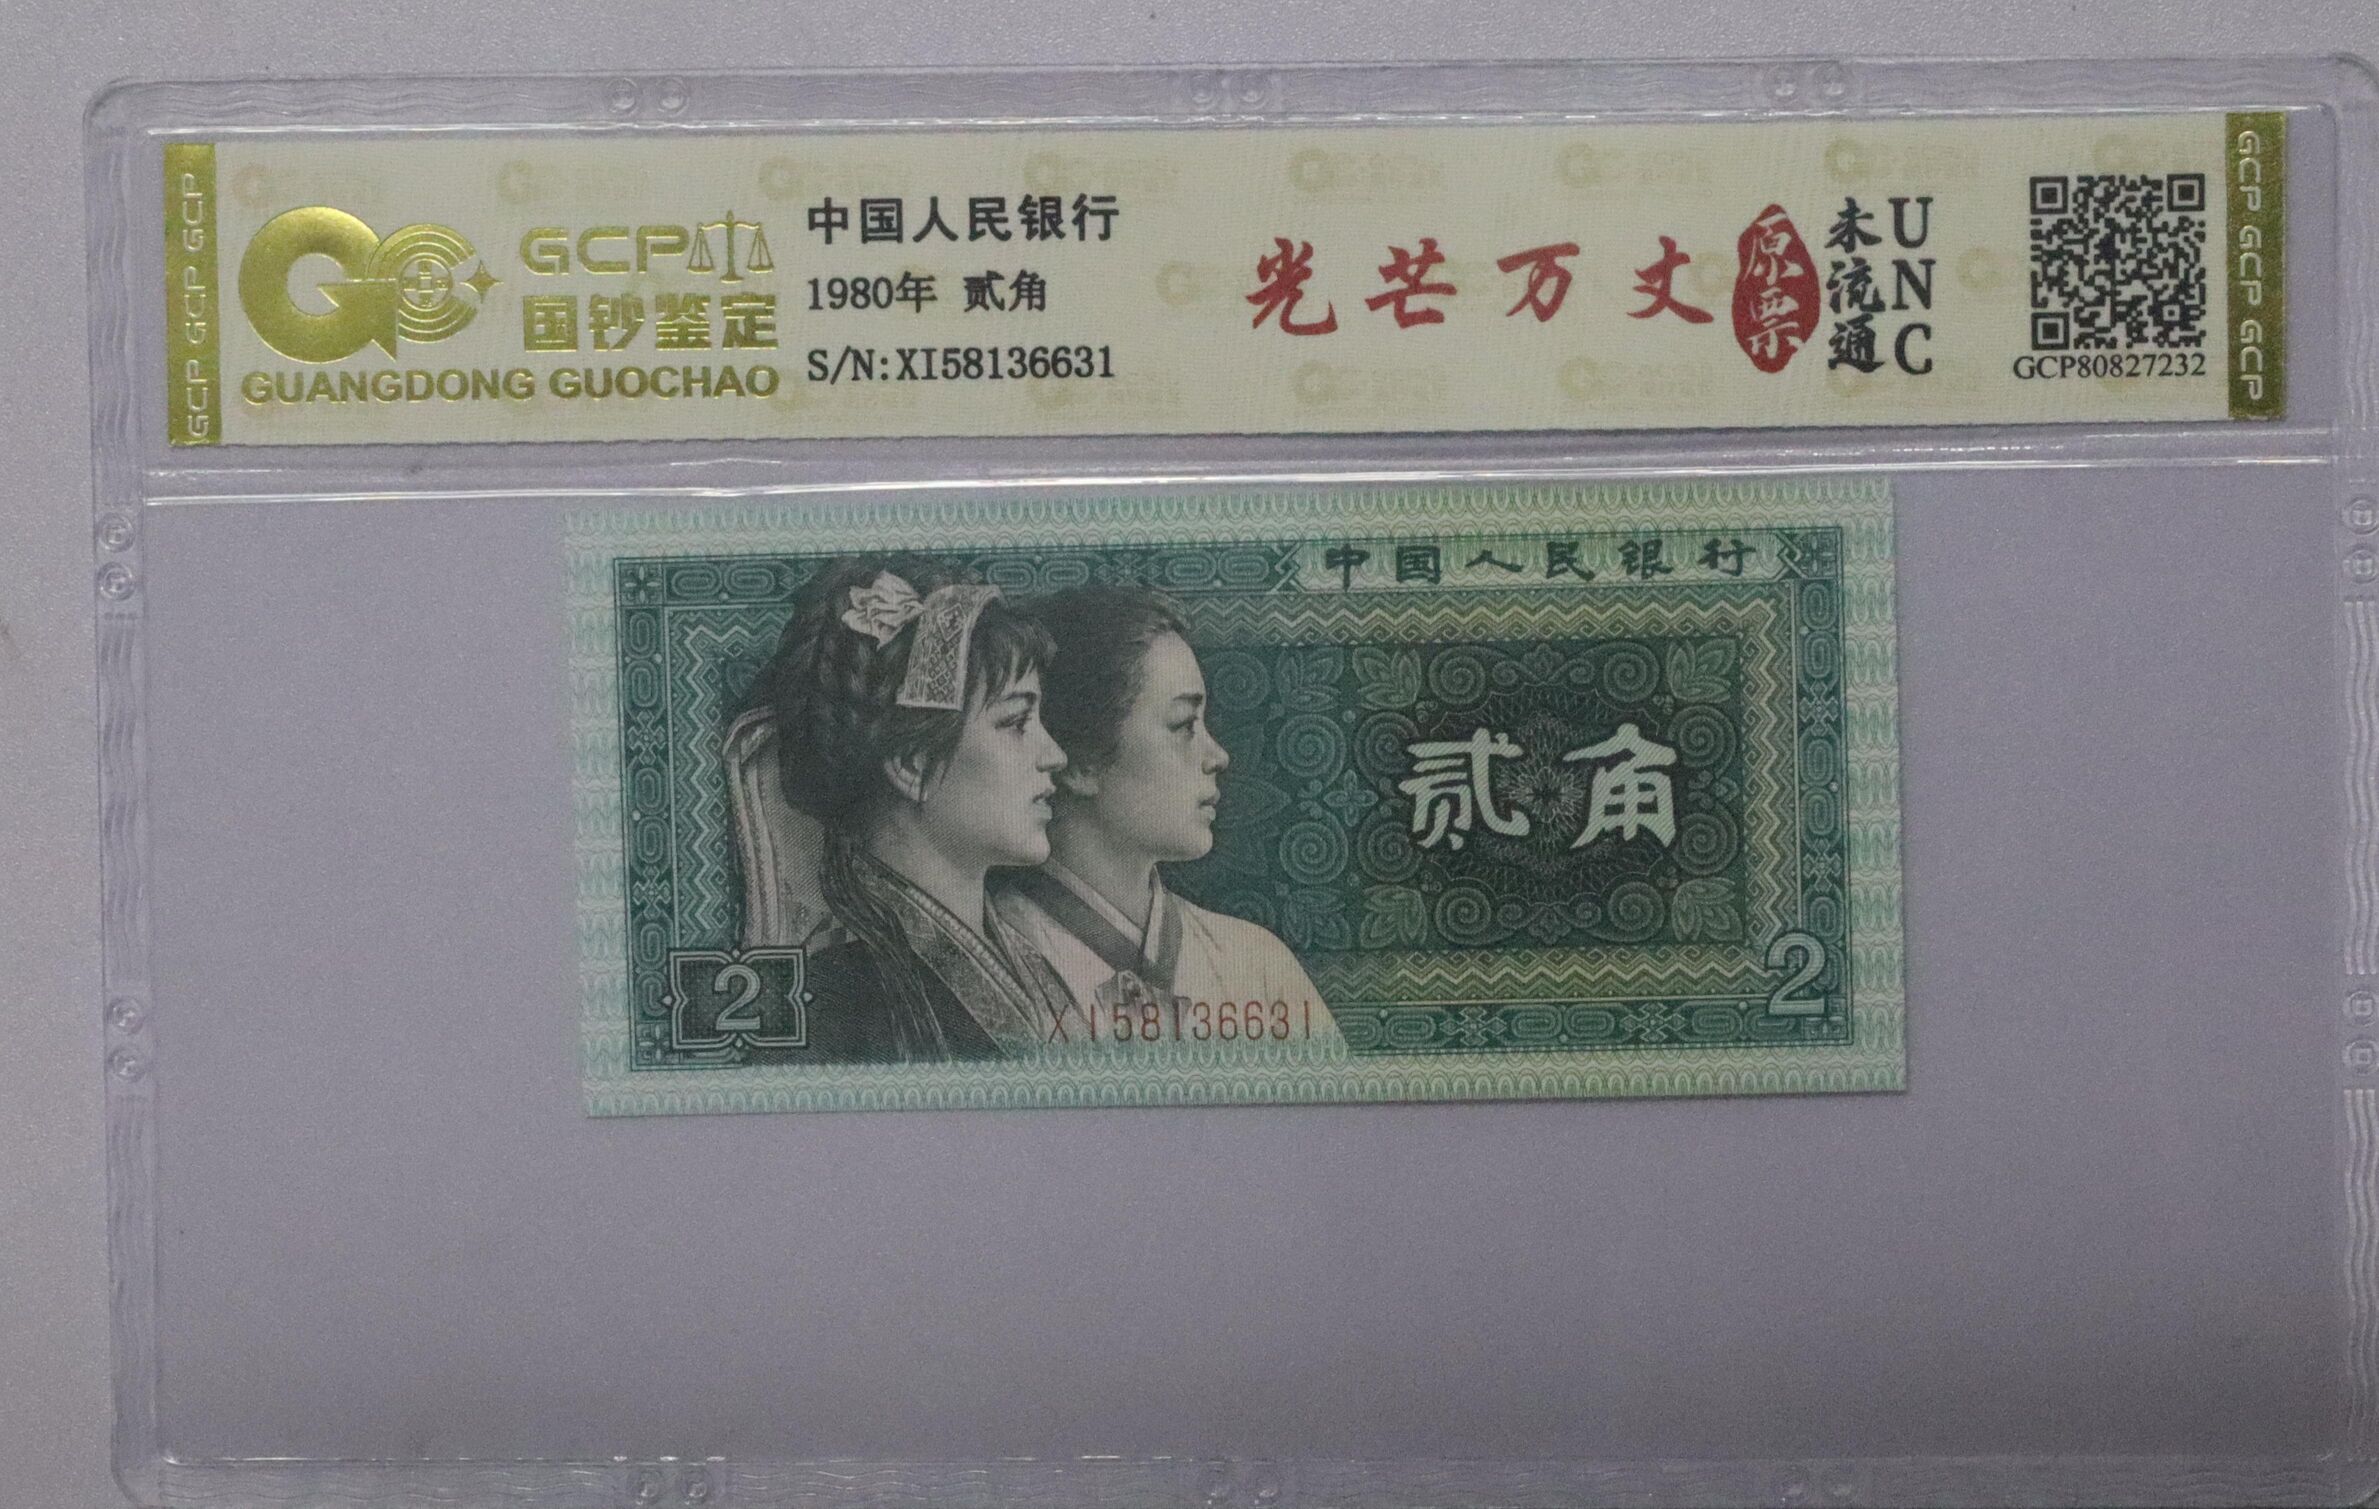 GCP GCP GCP
GCP
国钞鉴定
GUANGDONG GUOCHAO
中国人民银行
1980年 贰角
S/N:XI58136631
光芒万丈
原票
未流通
UNC
GCP80827232
GCP GCP GCP
中国人民银行
贰角
2
XI58136631
2